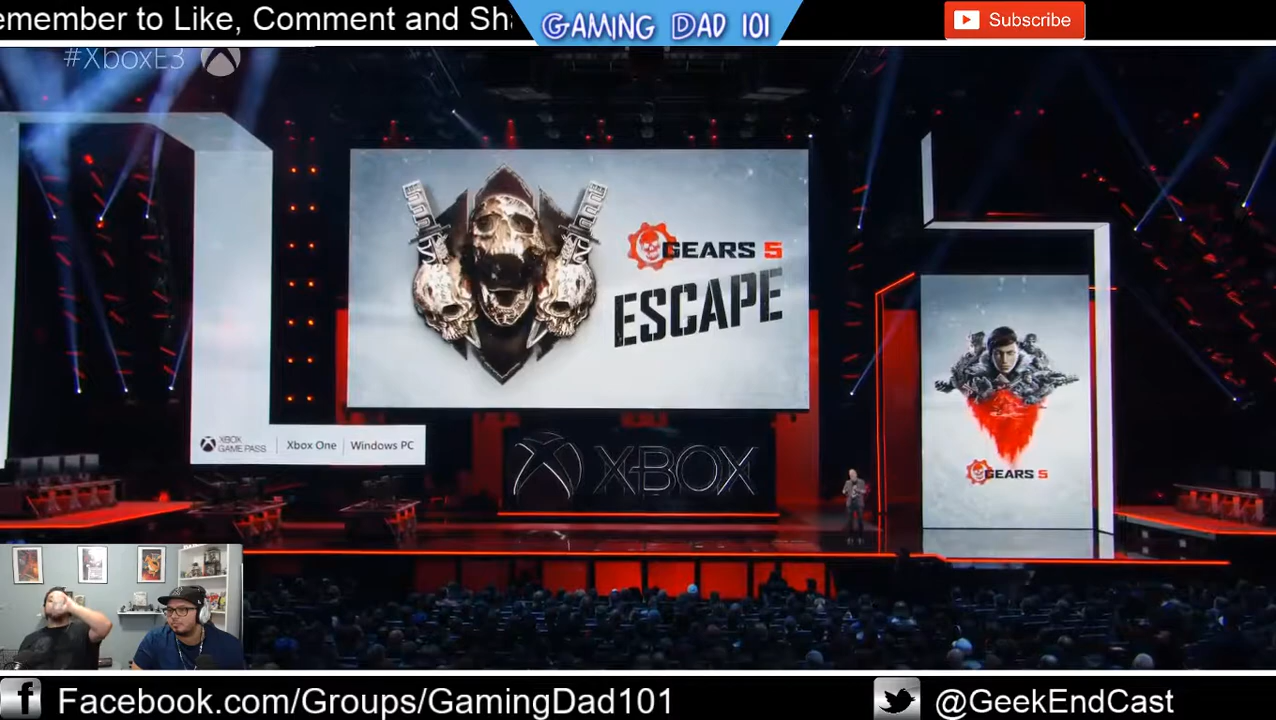 emember to Like, Comment and Sh
GAMING DAD 101
Subscribe
#XboxE3
GEARS 5
ESCAPE
XBOX
GAME PASS
Xbox One
Windows PC
XBOX
GEARS 5
Facebook.com/Groups/GamingDad101
@GeekEndCast